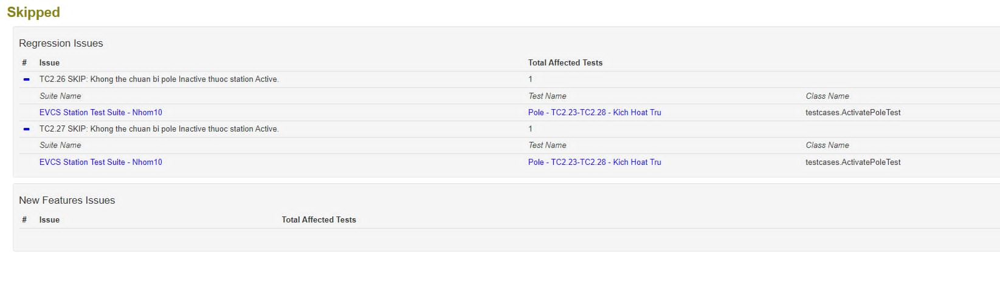 Skipped
Regression Issues
# Issue Total Affected Tests
TC2.26 SKIP: Khong the chuan bi pole Inactive thuoc station Active. 1
Suite Name Test Name Class Name
EVCS Station Test Suite - Nhom10 Pole - TC2.23-TC2.28 - Kich Hoat Tru testcases.ActivatePoleTest
TC2.27 SKIP: Khong the chuan bi pole Inactive thuoc station Active. 1
Suite Name Test Name Class Name
EVCS Station Test Suite - Nhom10 Pole - TC2.23-TC2.28 - Kich Hoat Tru testcases.ActivatePoleTest
New Features Issues
# Issue Total Affected Tests